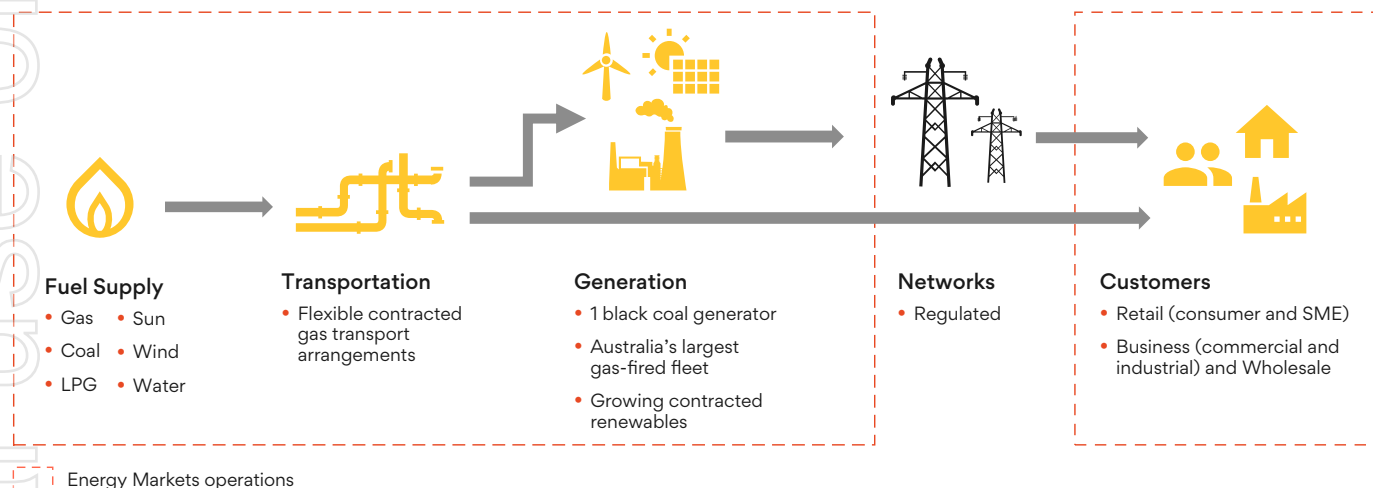 Fuel Supply
• Gas
• Coal
• LPG
• Sun
• Wind
• Water
Transportation
• Flexible contracted
gas transport
arrangements
Generation
• 1 black coal generator
• Australia's largest
gas-fired fleet
• Growing contracted
renewables
Networks
• Regulated
Customers
• Retail (consumer and SME)
• Business (commercial and
industrial) and Wholesale
Energy Markets operations